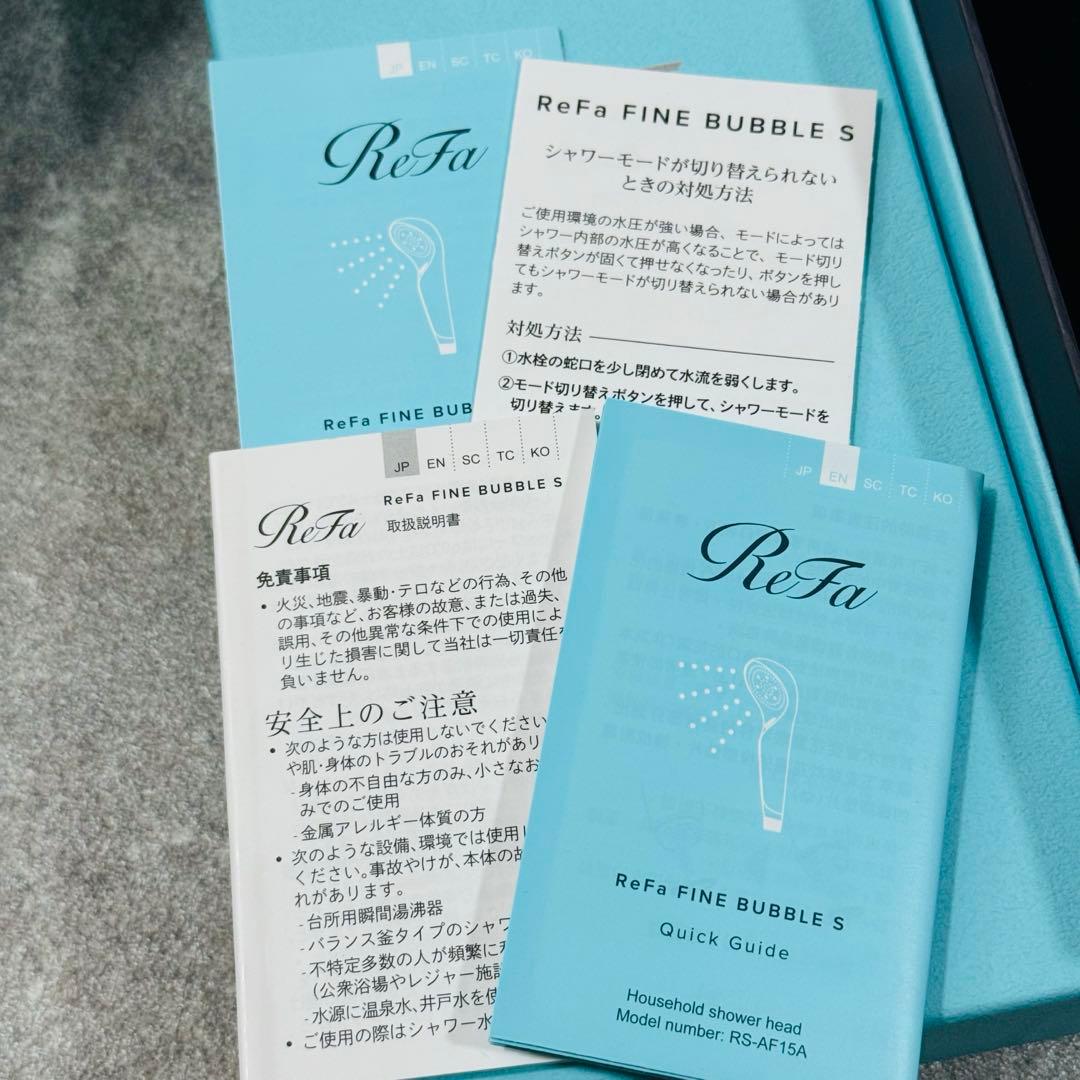 JP EN SC TC KO
ReFa
ReFa FINE BUBB
ReFa FINE BUBBLE S
シャワーモードが切り替えられない
ときの対処方法
ご使用環境の水圧が強い場合、モードによっては
シャワー内部の水圧が高くなることで、モード切り
替えボタンが固くて押せなくなったり、ボタンを押し
てもシャワーモードが切り替えられない場合があり
ます。
対処方法
①水栓の蛇口を少し閉めて水流を弱くします。
②モード切り替えボタンを押して、シャワーモードを
切り替えます。
JP EN SC TC KO
ReFa
ReFa FINE BUBBLE S
取扱説明書
免責事項
• 火災、地震、暴動・テロなどの行為、その他
の事項など、お客様の故意、または過失、
誤用、その他異常な条件下での使用によ
り生じた損害に関して当社は一切責任を
負いません。
安全上のご注意
• 次のような方は使用しないでください
や肌・身体のトラブルのおそれがあり
- 身体の不自由な方のみ、小さなお
みでのご使用
- 金属アレルギー体質の方
• 次のような設備、環境では使用し
ください。事故やけが、本体の故
れがあります。
- 台所用瞬間湯沸器
- バランス釜タイプのシャワ
- 不特定多数の人が頻繁に
(公衆浴場やレジャー施設
- 水源に温泉水、井戸水を使
• ご使用の際はシャワー水
JP EN SC TC KO
ReFa
ReFa FINE BUBBLE S
Quick Guide
Household shower head
Model number: RS-AF15A